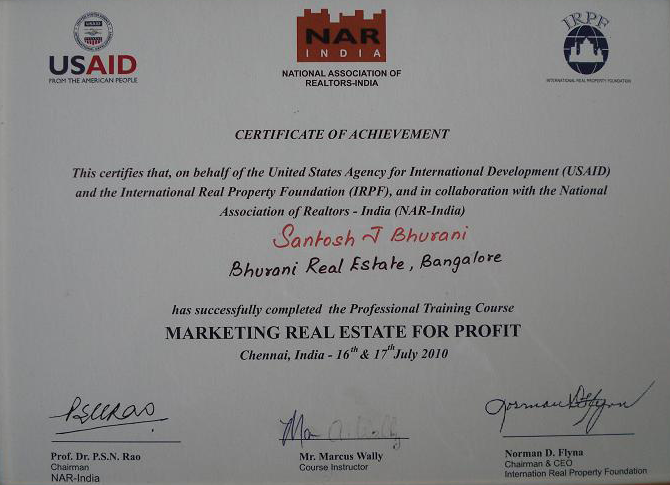 USAID
FROM THE AMERICAN PEOPLE
NAR
INDIA
NATIONAL ASSOCIATION OF
REALTORS-INDIA
IRPF
INTERNATIONAL REAL PROPERTY FOUNDATION
CERTIFICATE OF ACHIEVEMENT
This certifies that, on behalf of the United States Agency for International Development (USAID)
and the International Real Property Foundation (IRPF), and in collaboration with the National
Association of Realtors - India (NAR-India)
Santosh J Bhurani
Bhurani Real Estate, Bangalore
has successfully completed the Professional Training Course
MARKETING REAL ESTATE FOR PROFIT
Chennai, India - 16th & 17th July 2010
Prof. Dr. P.S.N. Rao
Chairman
NAR-India
Mr. Marcus Wally
Course Instructor
Norman D. Flyna
Chairman & CEO
Internation Real Property Foundation